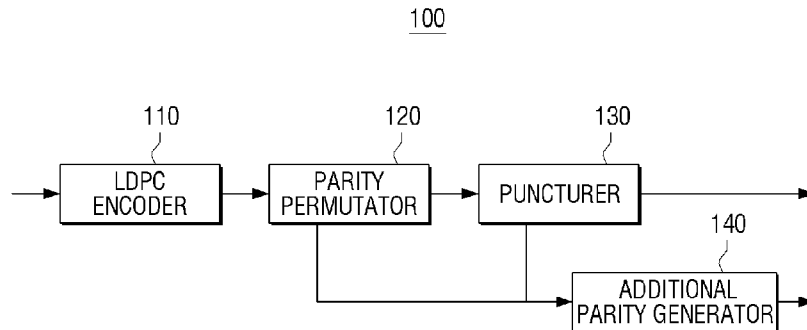 100
110
LDPC
ENCODER
120
PARITY
PERMUTATOR
130
PUNCTURER
140
ADDITIONAL
PARITY GENERATOR